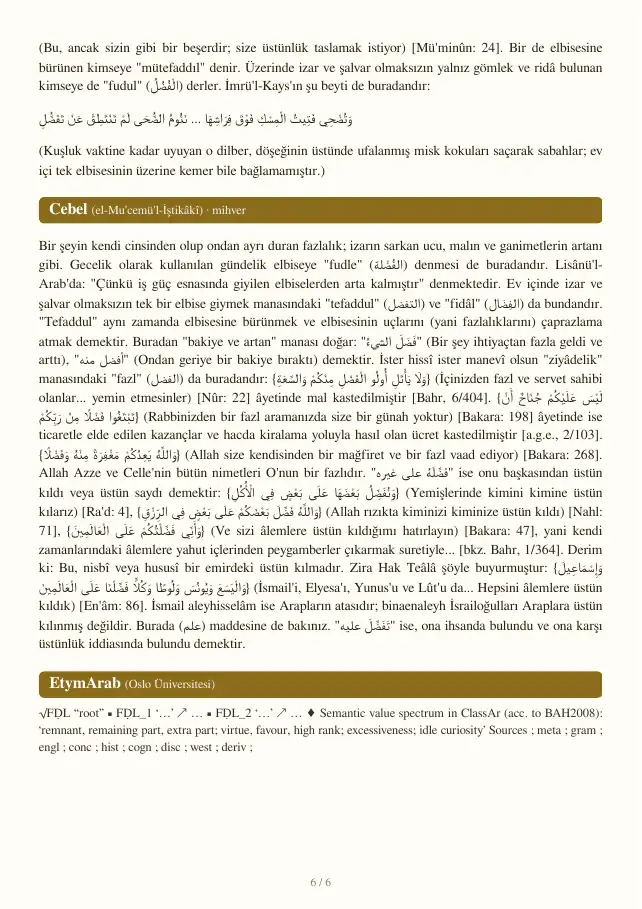 (Bu, ancak sizin gibi bir beşerdir; size üstünlük taslamak istiyor) [Mü'minûn: 24]. Bir de elbisesine
bürünen kimseye "mütefaddıl" denir. Üzerinde izar ve şalvar olmaksızın yalnız gömlek ve ridâ bulunan
kimseye de "fudul" (الْفُضُلُ) derler. İmrü'l-Kays'ın şu beyti de buradandır:
وَتُضْحِي فَتِيتُ الْمِسْكِ فَوْقَ فِرَاشِهَا ... نَئُومُ الضُّحَى لَمْ تَنْتَطِقْ عَنْ تَفَضُّلِ
(Kuşluk vaktine kadar uyuyan o dilber, döşeğinin üstünde ufalanmış misk kokuları saçarak sabahlar; ev
içi tek elbisesinin üzerine kemer bile bağlamamıştır.)
Cebel (el-Mu'cemü'l-İştikâkî) · mihver
Bir şeyin kendi cinsinden olup ondan ayrı duran fazlalık; izarın sarkan ucu, malın ve ganimetlerin artanı
gibi. Gecelik olarak kullanılan gündelik elbiseye "fudle" (الفُضْلة) denmesi de buradandır. Lisânü'l-
Arab'da: "Çünkü iş güç esnasında giyilen elbiselerden arta kalmıştır" denmektedir. Ev içinde izar ve
şalvar olmaksızın tek bir elbise giymek manasındaki "tefaddul" (التفضل) ve "fidâl" (الفِضال) da bundandır.
"Tefaddul" aynı zamanda elbisesine bürünmek ve elbisesinin uçlarını (yani fazlalıklarını) çaprazlama
atmak demektir. Buradan "bakiye ve artan" manası doğar: "فَضَلَ الشيءُ" (Bir şey ihtiyaçtan fazla geldi ve
arttı), "أفضل منه" (Ondan geriye bir bakiye bıraktı) demektir. İster hissî ister manevî olsun "ziyâdelik"
manasındaki "fazl" (الفضل) da buradandır: {وَلَا يَأْتَلِ أُولُو الْفَضْلِ مِنْكُمْ وَالسَّعَةِ} (İçinizden fazl ve servet sahibi
olanlar... yemin etmesinler) [Nûr: 22] âyetinde mal kastedilmiştir [Bahr, 6/404]. {لَيْسَ عَلَيْكُمْ جُنَاحٌ أَنْ
تَبْتَغُوا فَضْلًا مِنْ رَبِّكُمْ} (Rabbinizden bir fazl aramanızda size bir günah yoktur) [Bakara: 198] âyetinde ise
ticaretle elde edilen kazançlar ve hacda kiralama yoluyla hasıl olan ücret kastedilmiştir [a.g.e., 2/103].
{وَاللَّهُ يَعِدُكُمْ مَغْفِرَةً مِنْهُ وَفَضْلًا} (Allah size kendisinden bir mağfiret ve bir fazl vaad ediyor) [Bakara: 268].
Allah Azze ve Celle'nin bütün nimetleri O'nun bir fazlıdır. "فضّله على غيره" ise onu başkasından üstün
kıldı veya üstün saydı demektir: {وَنُفَضِّلُ بَعْضَهَا عَلَى بَعْضٍ فِي الْأُكُلِ} (Yemişlerinde kimini kimine üstün
kılarız) [Ra'd: 4], {وَاللَّهُ فَضَّلَ بَعْضَكُمْ عَلَى بَعْضٍ فِي الرِّزْقِ} (Allah rızıkta kiminizi kiminize üstün kıldı) [Nahl:
71], {وَأَنِّي فَضَّلْتُكُمْ عَلَى الْعَالَمِينَ} (Ve sizi âlemlere üstün kıldığımı hatırlayın) [Bakara: 47], yani kendi
zamanlarındaki âlemlere yahut içlerinden peygamberler çıkarmak suretiyle... [bkz. Bahr, 1/364]. Derim
ki: Bu, nisbî veya hususî bir emirdeki üstün kılmadır. Zira Hak Teâlâ şöyle buyurmuştur: {وَإِسْمَاعِيلَ
وَالْيَسَعَ وَيُونُسَ وَلُوطًا وَكُلًّا فَضَّلْنَا عَلَى الْعَالَمِينَ} (İsmail'i, Elyesa'ı, Yunus'u ve Lût'u da... Hepsini âlemlere üstün
kıldık) [En'âm: 86]. İsmail aleyhisselâm ise Arapların atasıdır; binaenaleyh İsrailoğulları Araplara üstün
kılınmış değildir. Burada (علم) maddesine de bakınız. "تَفَضَّلَ عليه" ise, ona ihsanda bulundu ve ona karşı
üstünlük iddiasında bulundu demektir.
EtymArab (Oslo Üniversitesi)
√FḌL “root” ▪ FḌL_1 ‘…’ ↗ … ▪ FḌL_2 ‘…’ ↗ … ♦ Semantic value spectrum in ClassAr (acc. to BAH2008):
‘remnant, remaining part, extra part; virtue, favour, high rank; excessiveness; idle curiosity’ Sources ; meta ; gram ;
engl ; conc ; hist ; cogn ; disc ; west ; deriv ;
6 / 6